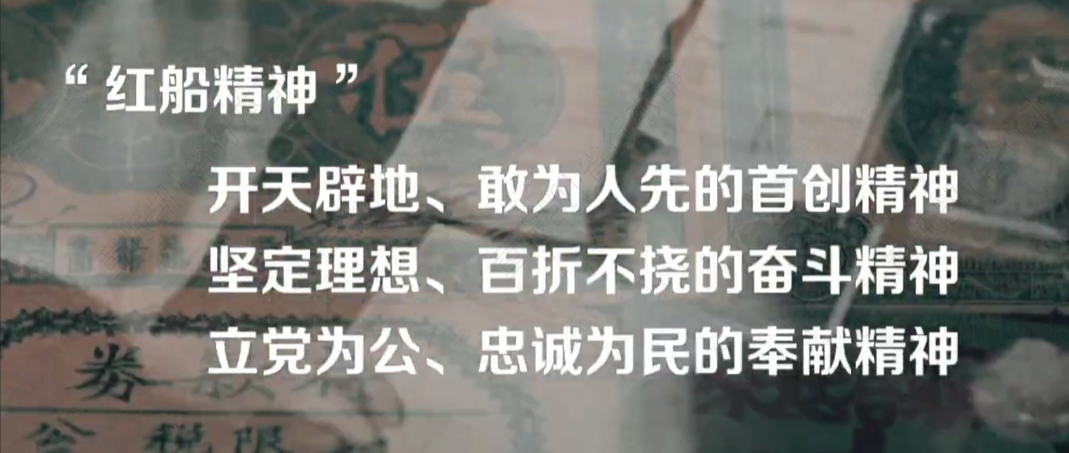 “红船精神”
开天辟地、敢为人先的首创精神
坚定理想、百折不挠的奋斗精神
立党为公、忠诚为民的奉献精神
券